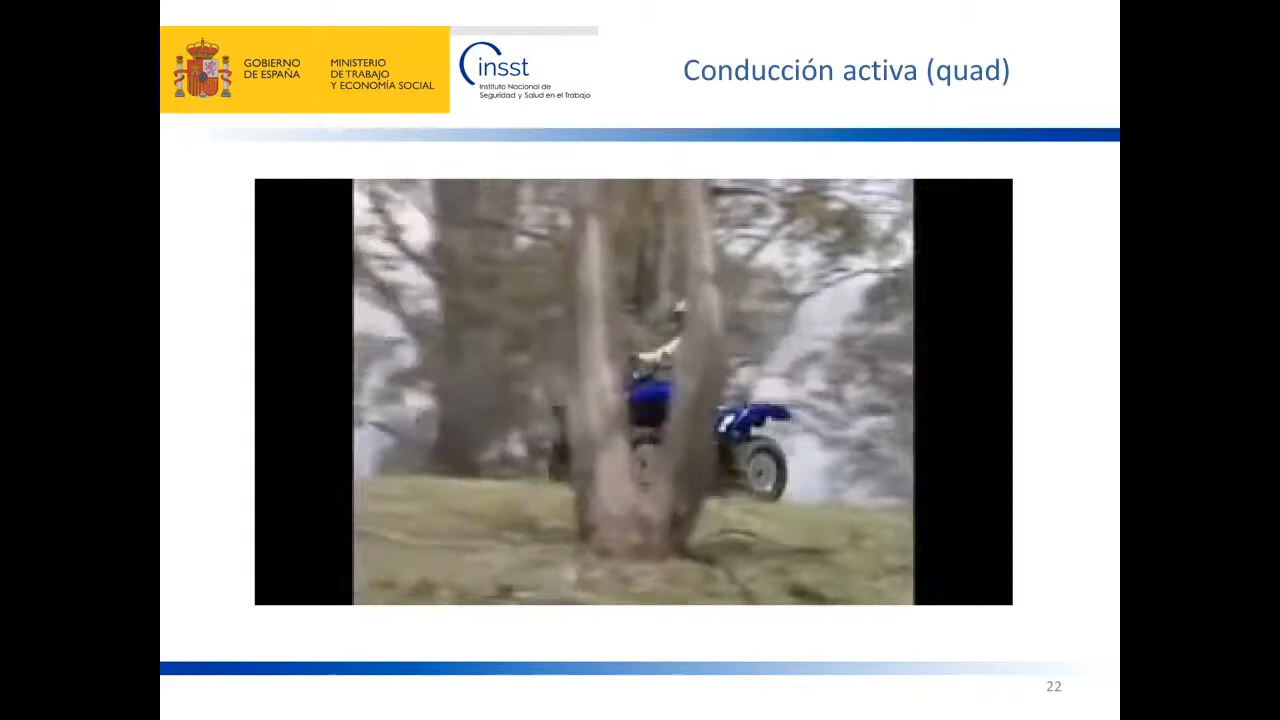 GOBIERNO
DE ESPAÑA
MINISTERIO
DE TRABAJO
Y ECONOMÍA SOCIAL
insst
Instituto Nacional de
Seguridad y Salud en el Trabajo
Conducción activa (quad)
22